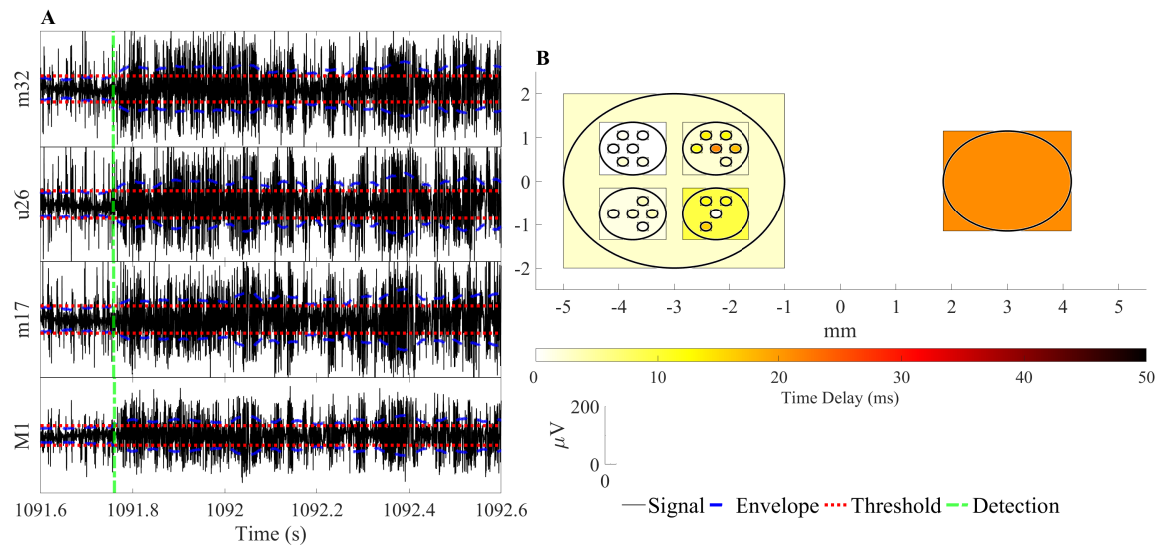 A
m32
u26
m17
M1
1091.6 1091.8 1092 1092.2 1092.4 1092.6
Time (s)
B
2
1
0
-1
-2
-5 -4 -3 -2 -1 0 1 2 3 4 5
mm
0 10 20 30 40 50
Time Delay (ms)
200
μV
0
0
Signal Envelope Threshold Detection